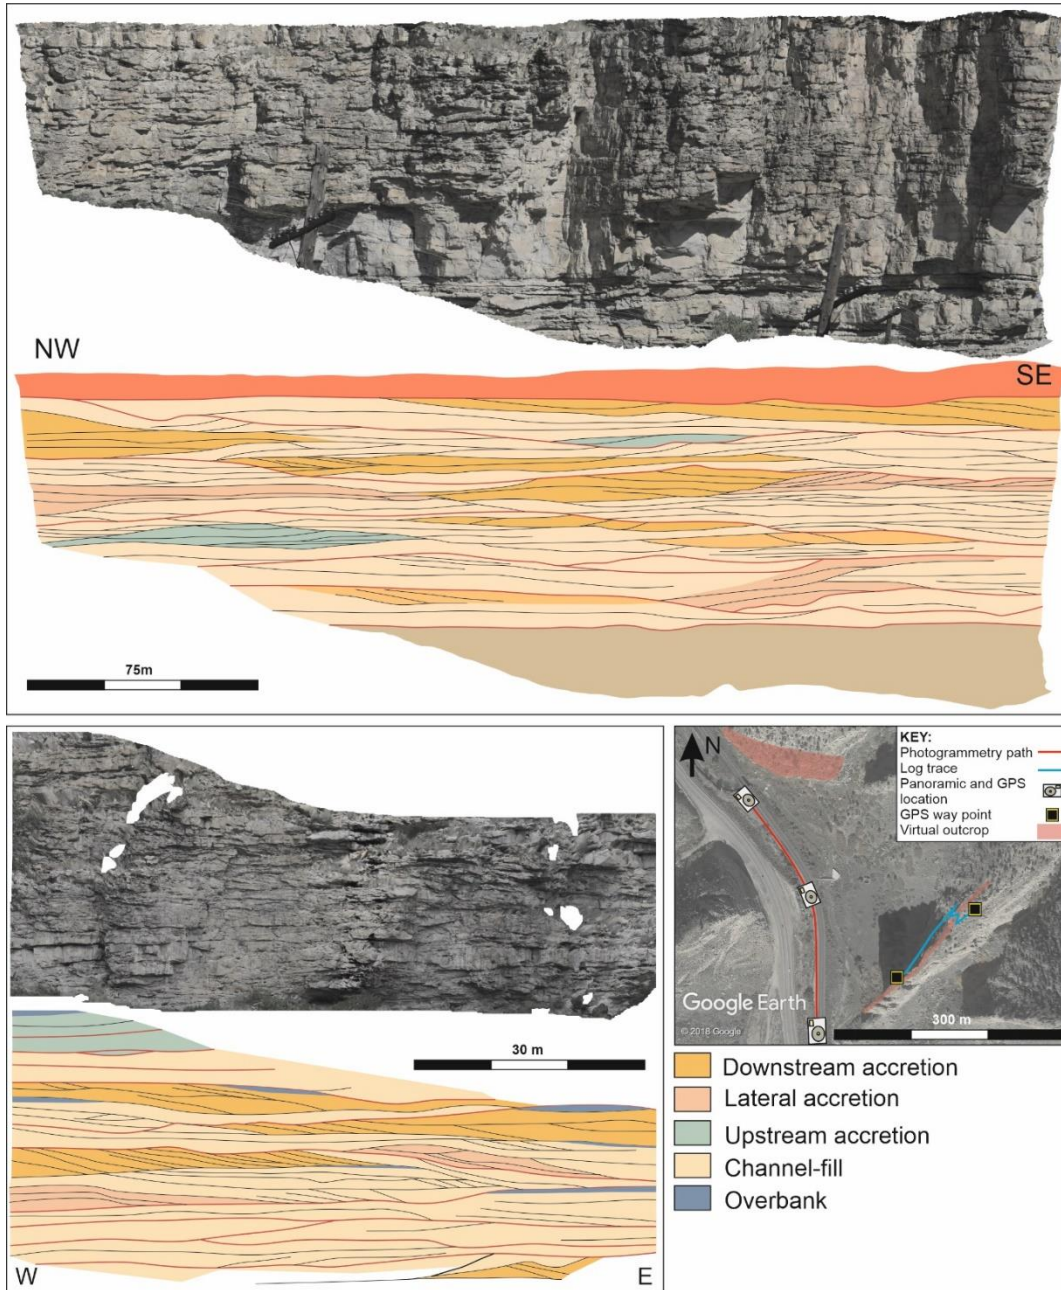 NW
SE
75m
30 m
W
E
N
KEY:
Photogrammetry path
Log trace
Panoramic and GPS
location
GPS way point
Virtual outcrop
Google Earth
© 2018 Google
300 m
Downstream accretion
Lateral accretion
Upstream accretion
Channel-fill
Overbank